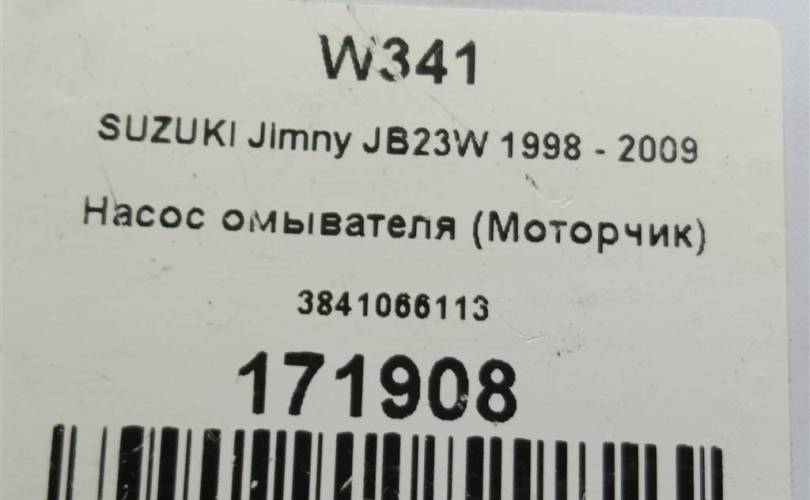 W341
SUZUKI Jimny JB23W 1998 - 2009
Насос омывателя (Моторчик)
3841066113
171908